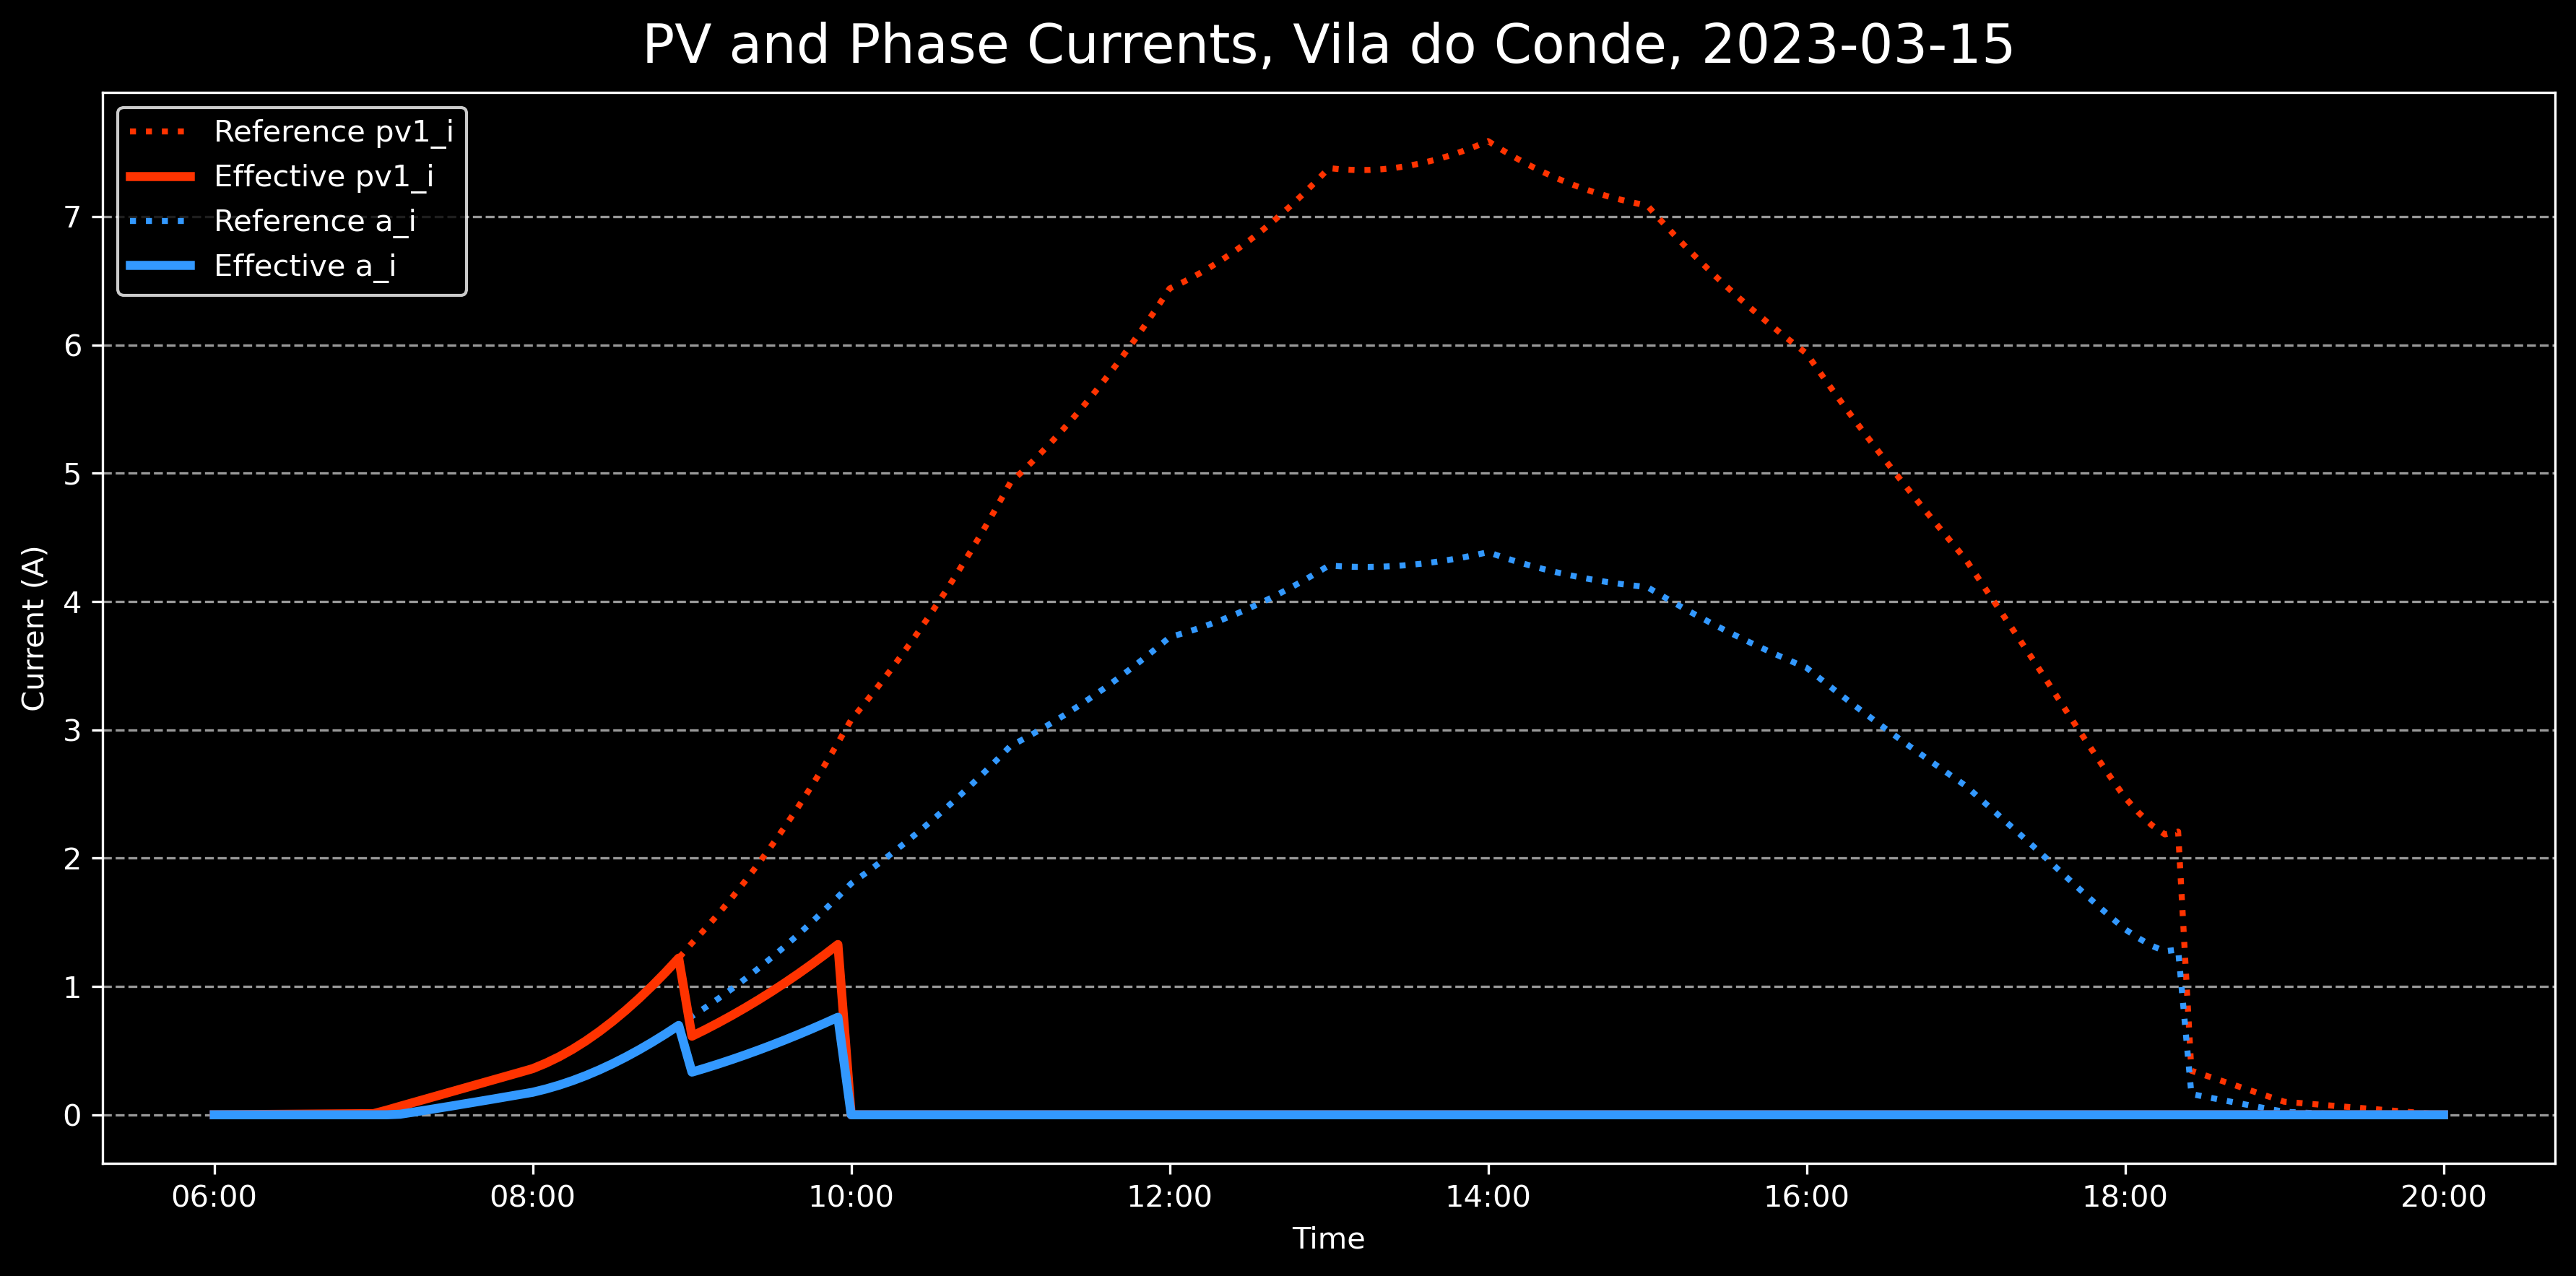 PV and Phase Currents, Vila do Conde, 2023-03-15
Reference pv1_i
Effective pv1_i
Reference a_i
Effective a_i
7
6
5
4
3
2
1
0
Current (A)
06:00 08:00 10:00 12:00 14:00 16:00 18:00 20:00
Time